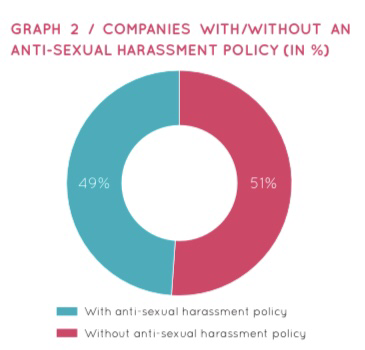 GRAPH 2 / COMPANIES WITH/WITHOUT AN
ANTI-SEXUAL HARASSMENT POLICY (IN %)
49%
51%
With anti-sexual harassment policy
Without anti-sexual harassment policy